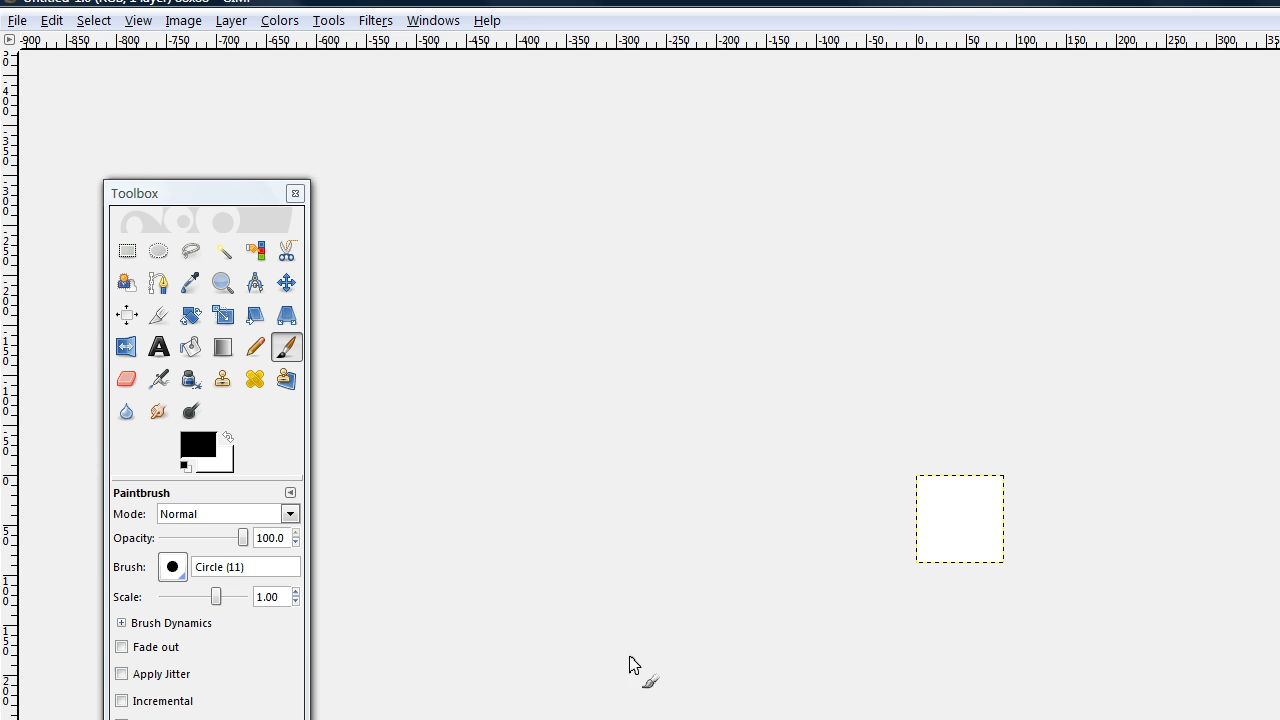 File Edit Select View Image Layer Colors Tools Filters Windows Help
-900 -850 -800 -750 -700 -650 -600 -550 -500 -450 -400 -350 -300 -250 -200 -150 -100 -50 0 50 100 150 200 250 300
Toolbox
Paintbrush
Mode: Normal
Opacity: 100.0
Brush: Circle (11)
Scale: 1.00
Brush Dynamics
Fade out
Apply Jitter
Incremental